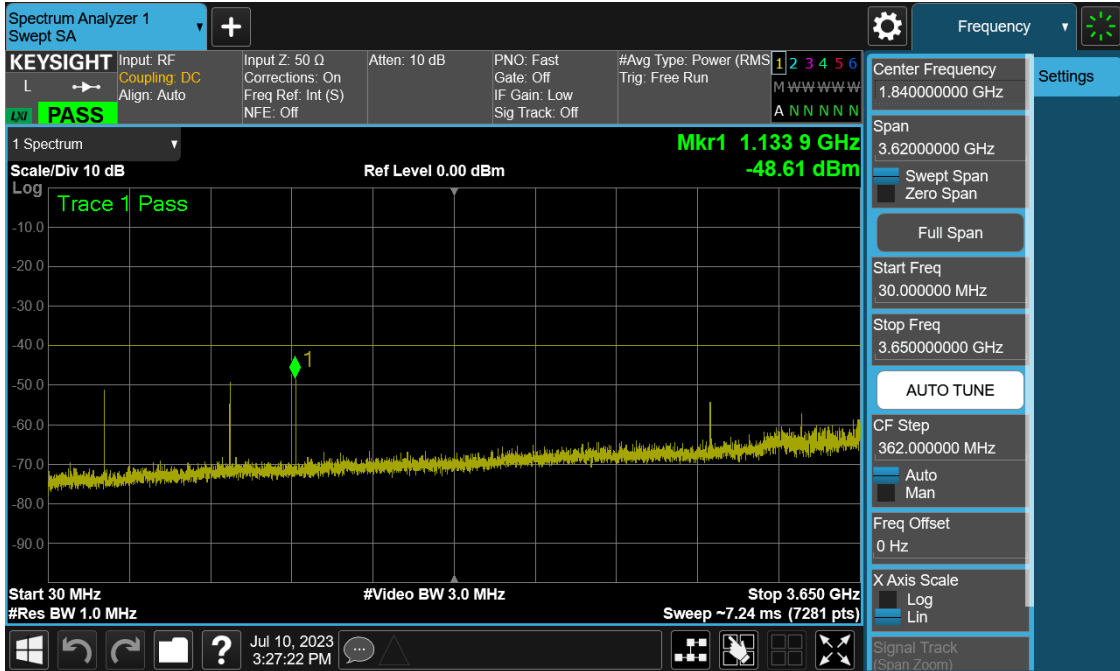 Spectrum Analyzer 1
Swept SA
Frequency
KEYSIGHT
L
LXI PASS
Input: RF
Coupling: DC
Align: Auto
Input Z: 50 Ω
Corrections: On
Freq Ref: Int (S)
NFE: Off
Atten: 10 dB
PNO: Fast
Gate: Off
IF Gain: Low
Sig Track: Off
#Avg Type: Power (RMS
Trig: Free Run
1 2 3 4 5 6
M W W W W W
A N N N N N
1 Spectrum
Scale/Div 10 dB
Ref Level 0.00 dBm
Mkr1 1.133 9 GHz
-48.61 dBm
Log
Trace 1 Pass
1
-10.0
-20.0
-30.0
-40.0
-50.0
-60.0
-70.0
-80.0
-90.0
Start 30 MHz
#Res BW 1.0 MHz
#Video BW 3.0 MHz
Stop 3.650 GHz
Sweep ~7.24 ms (7281 pts)
Center Frequency
1.840000000 GHz
Settings
Span
3.62000000 GHz
Swept Span
Zero Span
Full Span
Start Freq
30.000000 MHz
Stop Freq
3.650000000 GHz
AUTO TUNE
CF Step
362.000000 MHz
Auto
Man
Freq Offset
0 Hz
X Axis Scale
Log
Lin
Signal Track
(Span Zoom)
?
Jul 10, 2023
3:27:22 PM